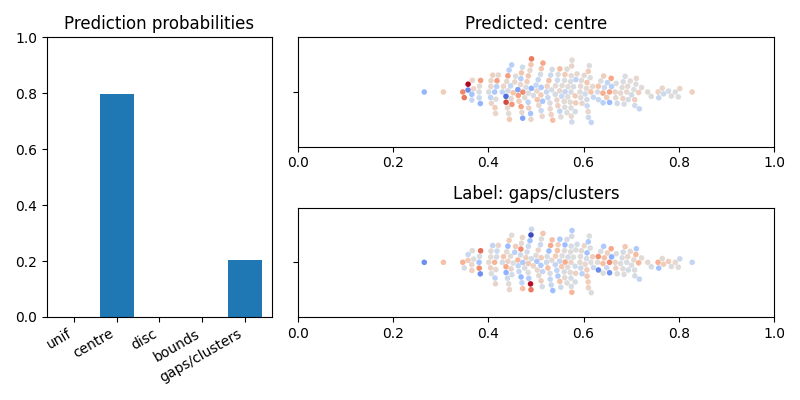 Prediction probabilities
1.0
0.8
0.6
0.4
0.2
0.0
unif
centre
disc
bounds
gaps/clusters
Predicted: centre
0.0 0.2 0.4 0.6 0.8 1.0
Label: gaps/clusters
0.0 0.2 0.4 0.6 0.8 1.0